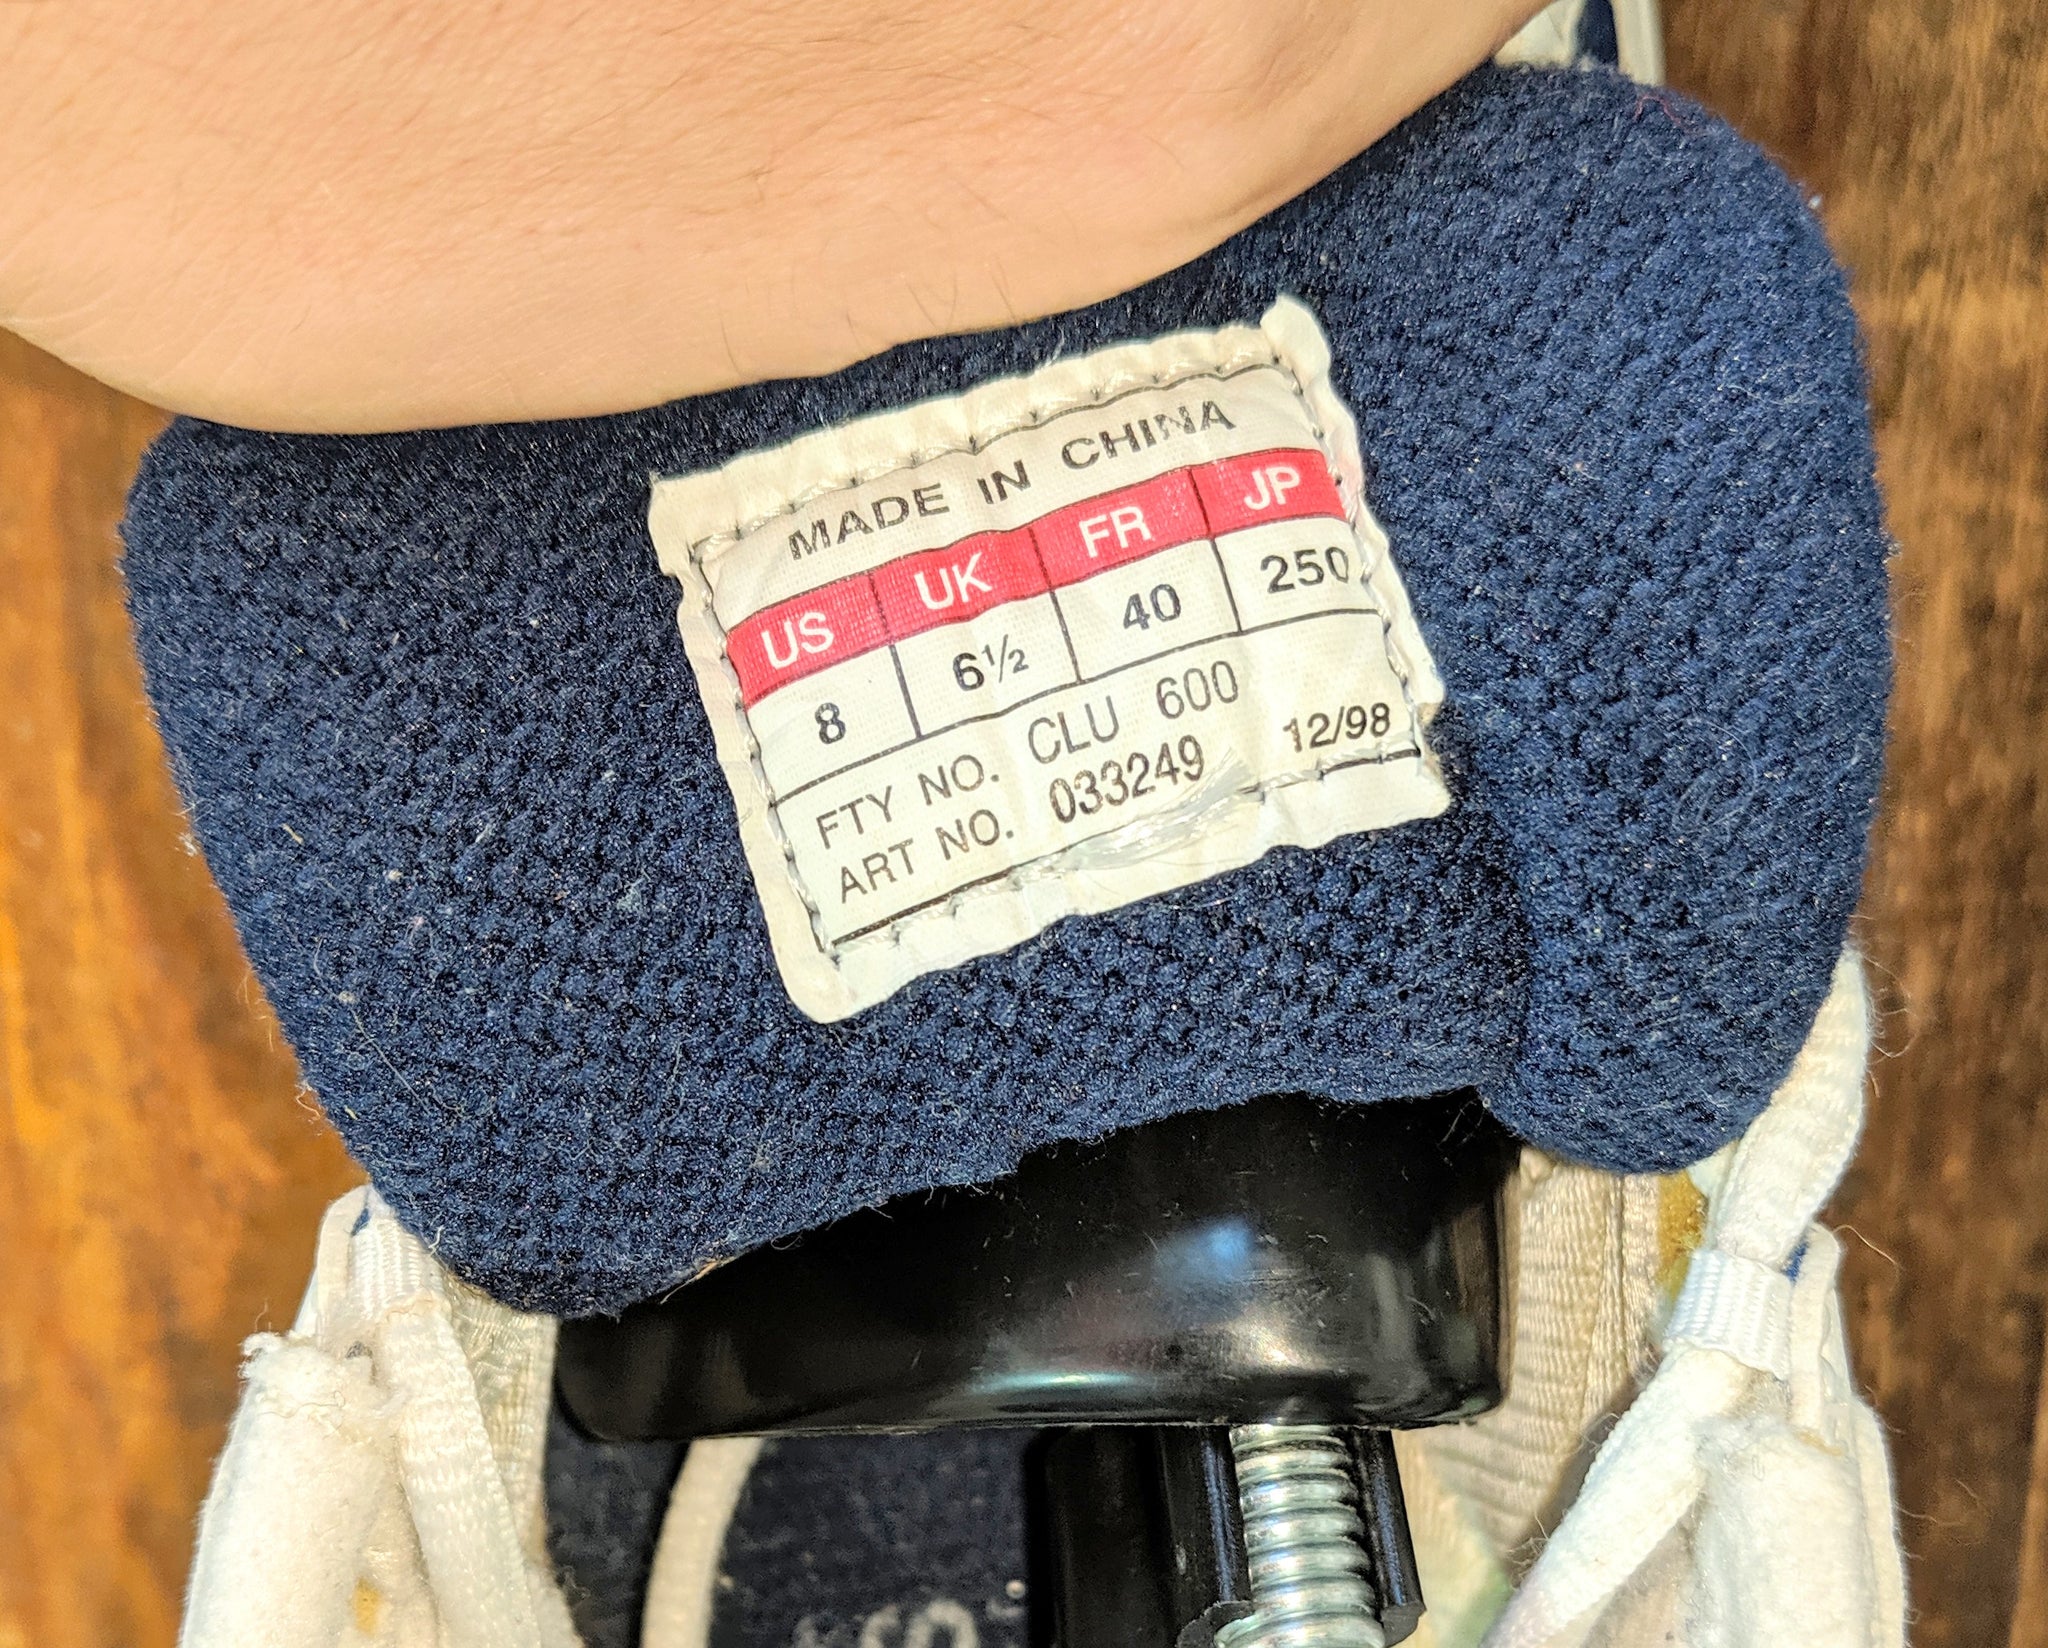 MADE IN CHINA
US UK FR JP
8 6½ 40 250
FTY NO. CLU 600
ART NO. 033249 12/98